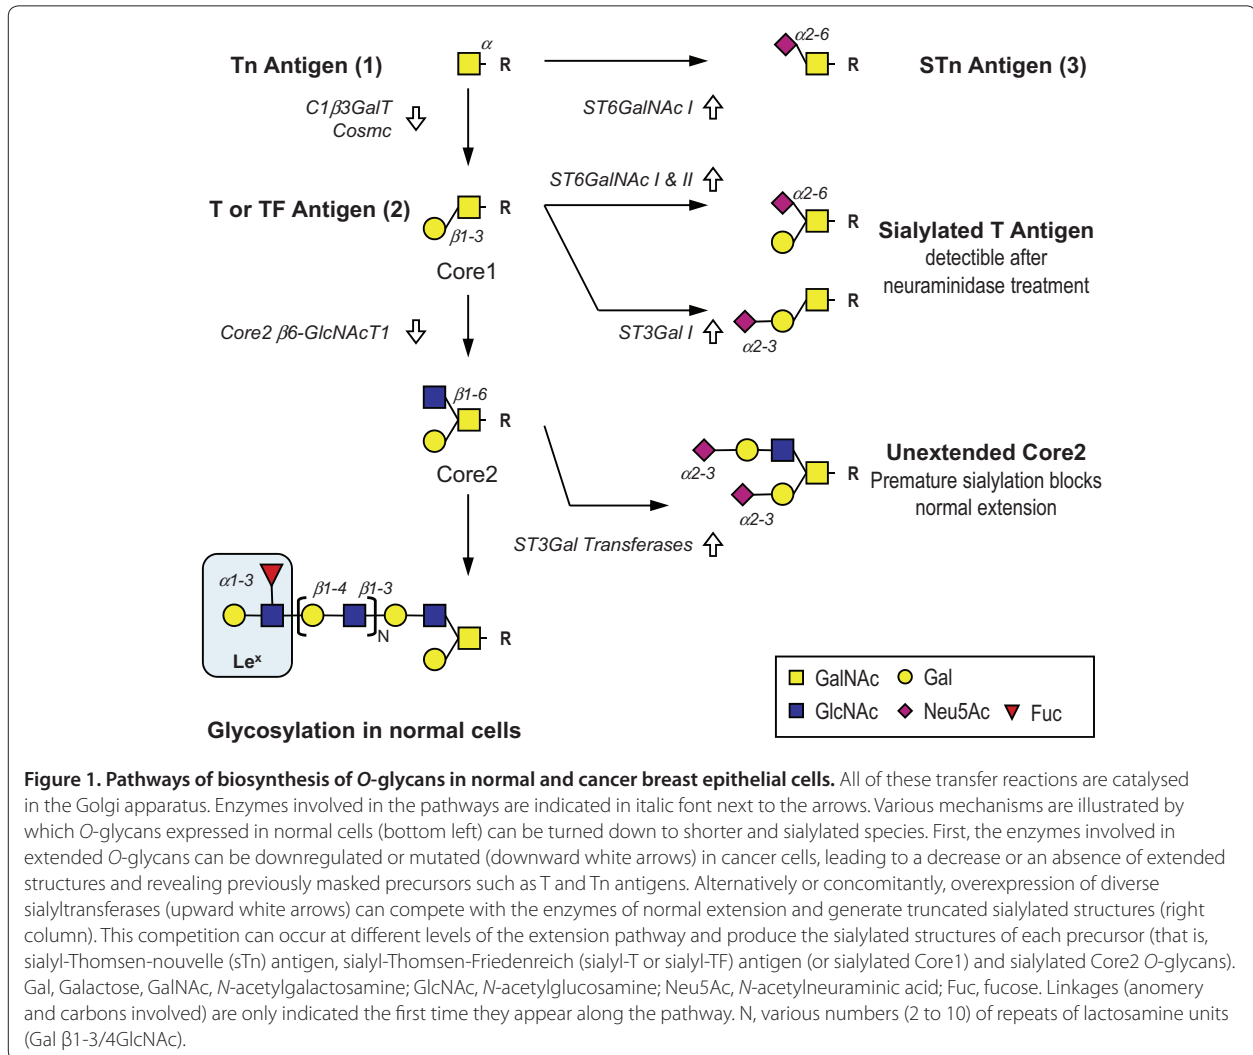 Tn Antigen (1)
α
R
α2-6
R
STn Antigen (3)
C1β3GalT
Cosmc
ST6GalNAc I
ST6GalNAc I & II
T or TF Antigen (2)
R
β1-3
Core1
α2-6
R
Sialylated T Antigen
detectible after
neuraminidase treatment
R
α2-3
ST3Gal I
Core2 β6-GlcNAcT1
β1-6
R
Core2
α2-3
α2-3
R
Unextended Core2
Premature sialylation blocks
normal extension
ST3Gal Transferases
α1-3
β1-4
β1-3
N
R
Leˣ
Glycosylation in normal cells
GalNAc
Gal
GlcNAc
Neu5Ac
Fuc
Figure 1. Pathways of biosynthesis of O-glycans in normal and cancer breast epithelial cells. All of these transfer reactions are catalysed
in the Golgi apparatus. Enzymes involved in the pathways are indicated in italic font next to the arrows. Various mechanisms are illustrated by
which O-glycans expressed in normal cells (bottom left) can be turned down to shorter and sialylated species. First, the enzymes involved in
extended O-glycans can be downregulated or mutated (downward white arrows) in cancer cells, leading to a decrease or an absence of extended
structures and revealing previously masked precursors such as T and Tn antigens. Alternatively or concomitantly, overexpression of diverse
sialyltransferases (upward white arrows) can compete with the enzymes of normal extension and generate truncated sialylated structures (right
column). This competition can occur at different levels of the extension pathway and produce the sialylated structures of each precursor (that is,
sialyl-Thomsen-nouvelle (sTn) antigen, sialyl-Thomsen-Friedenreich (sialyl-T or sialyl-TF) antigen (or sialylated Core1) and sialylated Core2 O-glycans).
Gal, Galactose, GalNAc, N-acetylgalactosamine; GlcNAc, N-acetylglucosamine; Neu5Ac, N-acetylneuraminic acid; Fuc, fucose. Linkages (anomery
and carbons involved) are only indicated the first time they appear along the pathway. N, various numbers (2 to 10) of repeats of lactosamine units
(Gal β1-3/4GlcNAc).